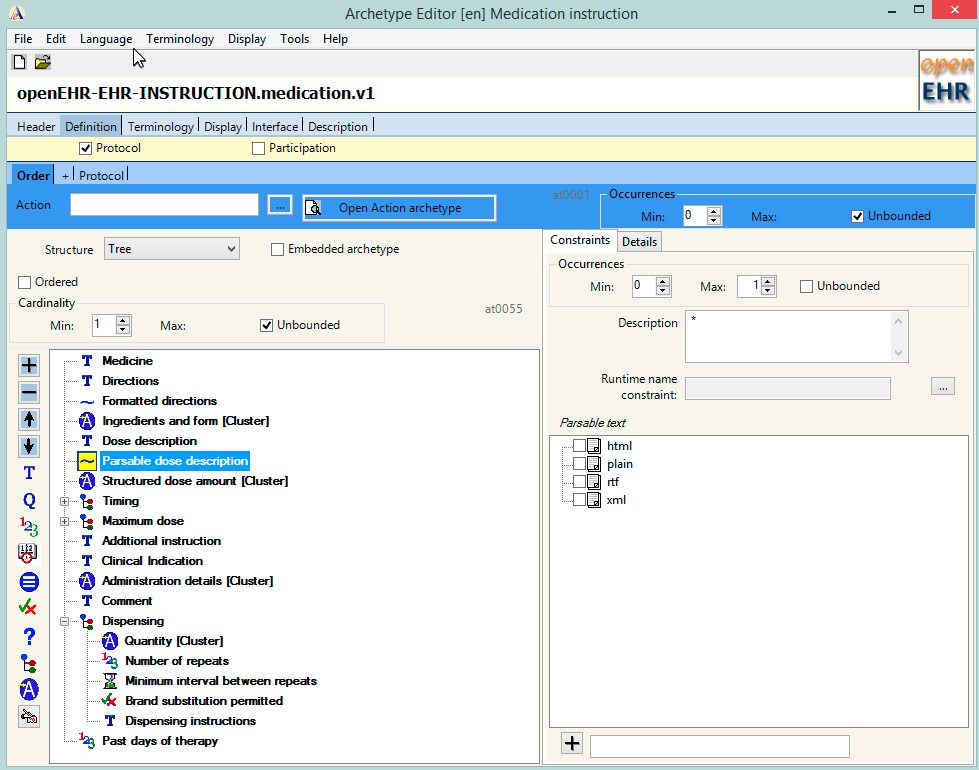 Archetype Editor [en] Medication instruction
File Edit Language Terminology Display Tools Help
open
EHR
openEHR-EHR-INSTRUCTION.medication.v1
Header Definition Terminology Display Interface Description
Protocol Participation
Order + Protocol
Action ... Open Action archetype
at0001
Occurrences
Min: 0 Max: Unbounded
Structure Tree Embedded archetype
Ordered
Cardinality
Min: 1 Max: Unbounded
at0055
Medicine
Directions
Formatted directions
Ingredients and form [Cluster]
Dose description
Parsable dose description
Structured dose amount [Cluster]
Timing
Maximum dose
Additional instruction
Clinical Indication
Administration details [Cluster]
Comment
Dispensing
Quantity [Cluster]
Number of repeats
Minimum interval between repeats
Brand substitution permitted
Dispensing instructions
Past days of therapy
Constraints Details
Occurrences
Min: 0 Max: 1 Unbounded
Description *
Runtime name
constraint: ...
Parsable text
html
plain
rtf
xml